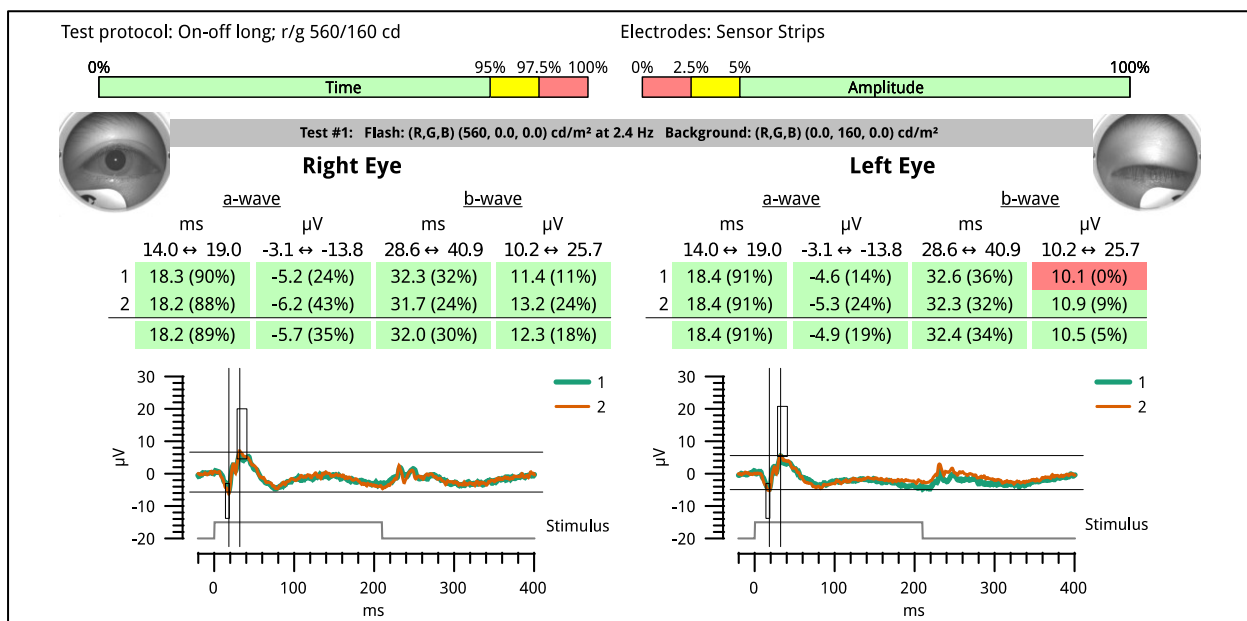 Test protocol: On-off long; r/g 560/160 cd Electrodes: Sensor Strips
0% 95% 97.5% 100% 0% 2.5% 5% 100%
Time Amplitude
Test #1: Flash: (R,G,B) (560, 0.0, 0.0) cd/m² at 2.4 Hz Background: (R,G,B) (0.0, 160, 0.0) cd/m²
Right Eye Left Eye
a-wave b-wave a-wave b-wave
ms µV ms µV ms µV ms µV
14.0 ↔ 19.0 -3.1 ↔ -13.8 28.6 ↔ 40.9 10.2 ↔ 25.7 14.0 ↔ 19.0 -3.1 ↔ -13.8 28.6 ↔ 40.9 10.2 ↔ 25.7
1 18.3 (90%) -5.2 (24%) 32.3 (32%) 11.4 (11%) 1 18.4 (91%) -4.6 (14%) 32.6 (36%) 10.1 (0%)
2 18.2 (88%) -6.2 (43%) 31.7 (24%) 13.2 (24%) 2 18.4 (91%) -5.3 (24%) 32.3 (32%) 10.9 (9%)
18.2 (89%) -5.7 (35%) 32.0 (30%) 12.3 (18%) 18.4 (91%) -4.9 (19%) 32.4 (34%) 10.5 (5%)
30 1 30 1
20 2 20 2
10 10
µV 0 µV 0
-10 -10
Stimulus Stimulus
-20 -20
0 100 200 300 400 0 100 200 300 400
ms ms